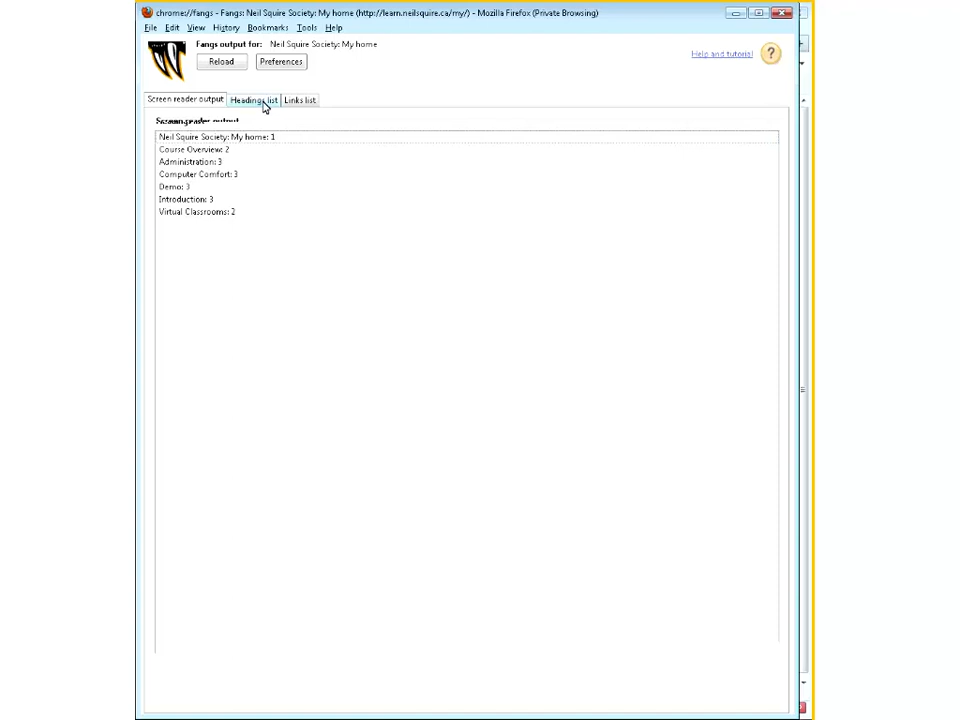 chrome://fangs - Fangs: Neil Squire Society: My home (http://learn.neilsquire.ca/my/) - Mozilla Firefox (Private Browsing)
File Edit View History Bookmarks Tools Help
Fangs output for: Neil Squire Society: My home
Reload Preferences
Help and tutorial ?
Screen reader output Headings list Links list
Screen reader output
Neil Squire Society: My home: 1
Course Overview: 2
Administration: 3
Computer Comfort: 3
Demo: 3
Introduction: 3
Virtual Classrooms: 2